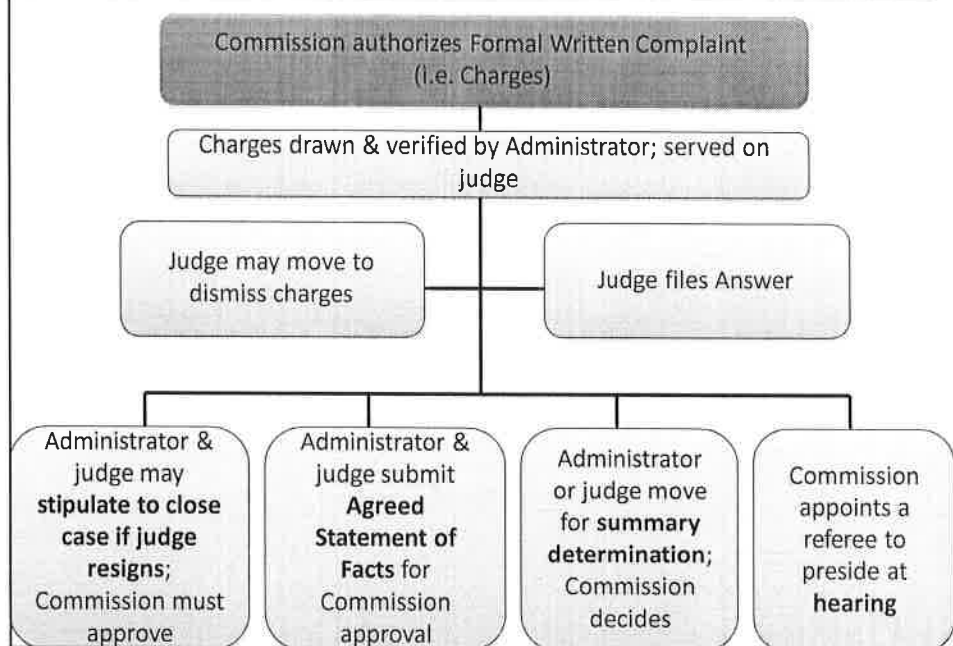 Commission authorizes Formal Written Complaint
(i.e. Charges)
Charges drawn & verified by Administrator; served on
judge
Judge may move to
dismiss charges
Judge files Answer
Administrator &
judge may
stipulate to close
case if judge
resigns;
Commission must
approve
Administrator &
judge submit
Agreed
Statement of
Facts for
Commission
approval
Administrator
or judge move
for summary
determination;
Commission
decides
Commission
appoints a
referee to
preside at
hearing